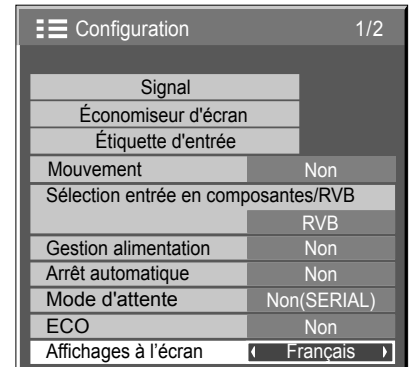 Configuration 1/2
Signal
Économiseur d'écran
Étiquette d'entrée
Mouvement Non
Sélection entrée en composantes/RVB
RVB
Gestion alimentation Non
Arrêt automatique Non
Mode d'attente Non(SERIAL)
ECO Non
Affichages à l’écran Français